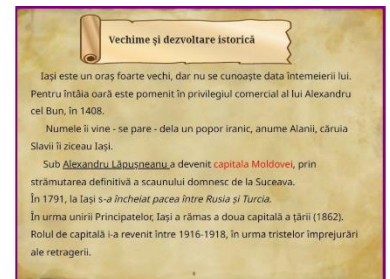 Vechime și dezvoltare istorică
Iași este un oraș foarte vechi, dar nu se cunoaște data întemeierii lui.
Pentru întâia oară este pomenit în privilegiul comercial al lui Alexandru
cel Bun, în 1408.
Numele îi vine - se pare - dela un popor iranic, anume Alanii, căruia
Slavii îi ziceau Iași.
Sub Alexandru Lăpușneanu a devenit capitala Moldovei, prin
strămutarea definitivă a scaunului domnesc de la Suceava.
În 1791, la Iași s-a încheiat pacea între Rusia și Turcia.
În urma unirii Principatelor, Iași a rămas a doua capitală a țării (1862).
Rolul de capitală i-a revenit între 1916-1918, în urma tristelor împrejurări
ale retragerii.